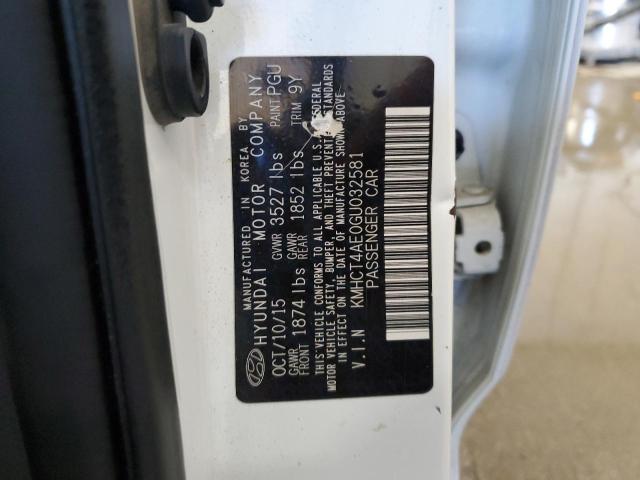 MANUFACTURED IN KOREA BY
HYUNDAI MOTOR COMPANY
OCT/10/15 GVWR 3527 lbs PAINT PGU
GAWR FRONT 1874 lbs GAWR REAR 1852 lbs TRIM 9Y
THIS VEHICLE CONFORMS TO ALL APPLICABLE U.S. FEDERAL
MOTOR VEHICLE SAFETY, BUMPER, AND THEFT PREVENTION STANDARDS
IN EFFECT ON THE DATE OF MANUFACTURE SHOWN ABOVE.
V.I.N KMHCT4AE0GU032581
PASSENGER CAR